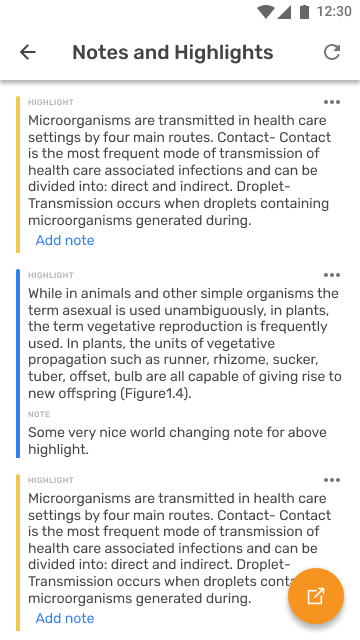 12:30
Notes and Highlights
HIGHLIGHT
Microorganisms are transmitted in health care
settings by four main routes. Contact- Contact
is the most frequent mode of transmission of
health care associated infections and can be
divided into: direct and indirect. Droplet-
Transmission occurs when droplets containing
microorganisms generated during.
Add note
HIGHLIGHT
While in animals and other simple organisms the
term asexual is used unambiguously, in plants,
the term vegetative reproduction is frequently
used. In plants, the units of vegetative
propagation such as runner, rhizome, sucker,
tuber, offset, bulb are all capable of giving rise to
new offspring (Figure1.4).
NOTE
Some very nice world changing note for above
highlight.
HIGHLIGHT
Microorganisms are transmitted in health care
settings by four main routes. Contact- Contact
is the most frequent mode of transmission of
health care associated infections and can be
divided into: direct and indirect. Droplet-
Transmission occurs when droplets
microorganisms generated during.
Add note